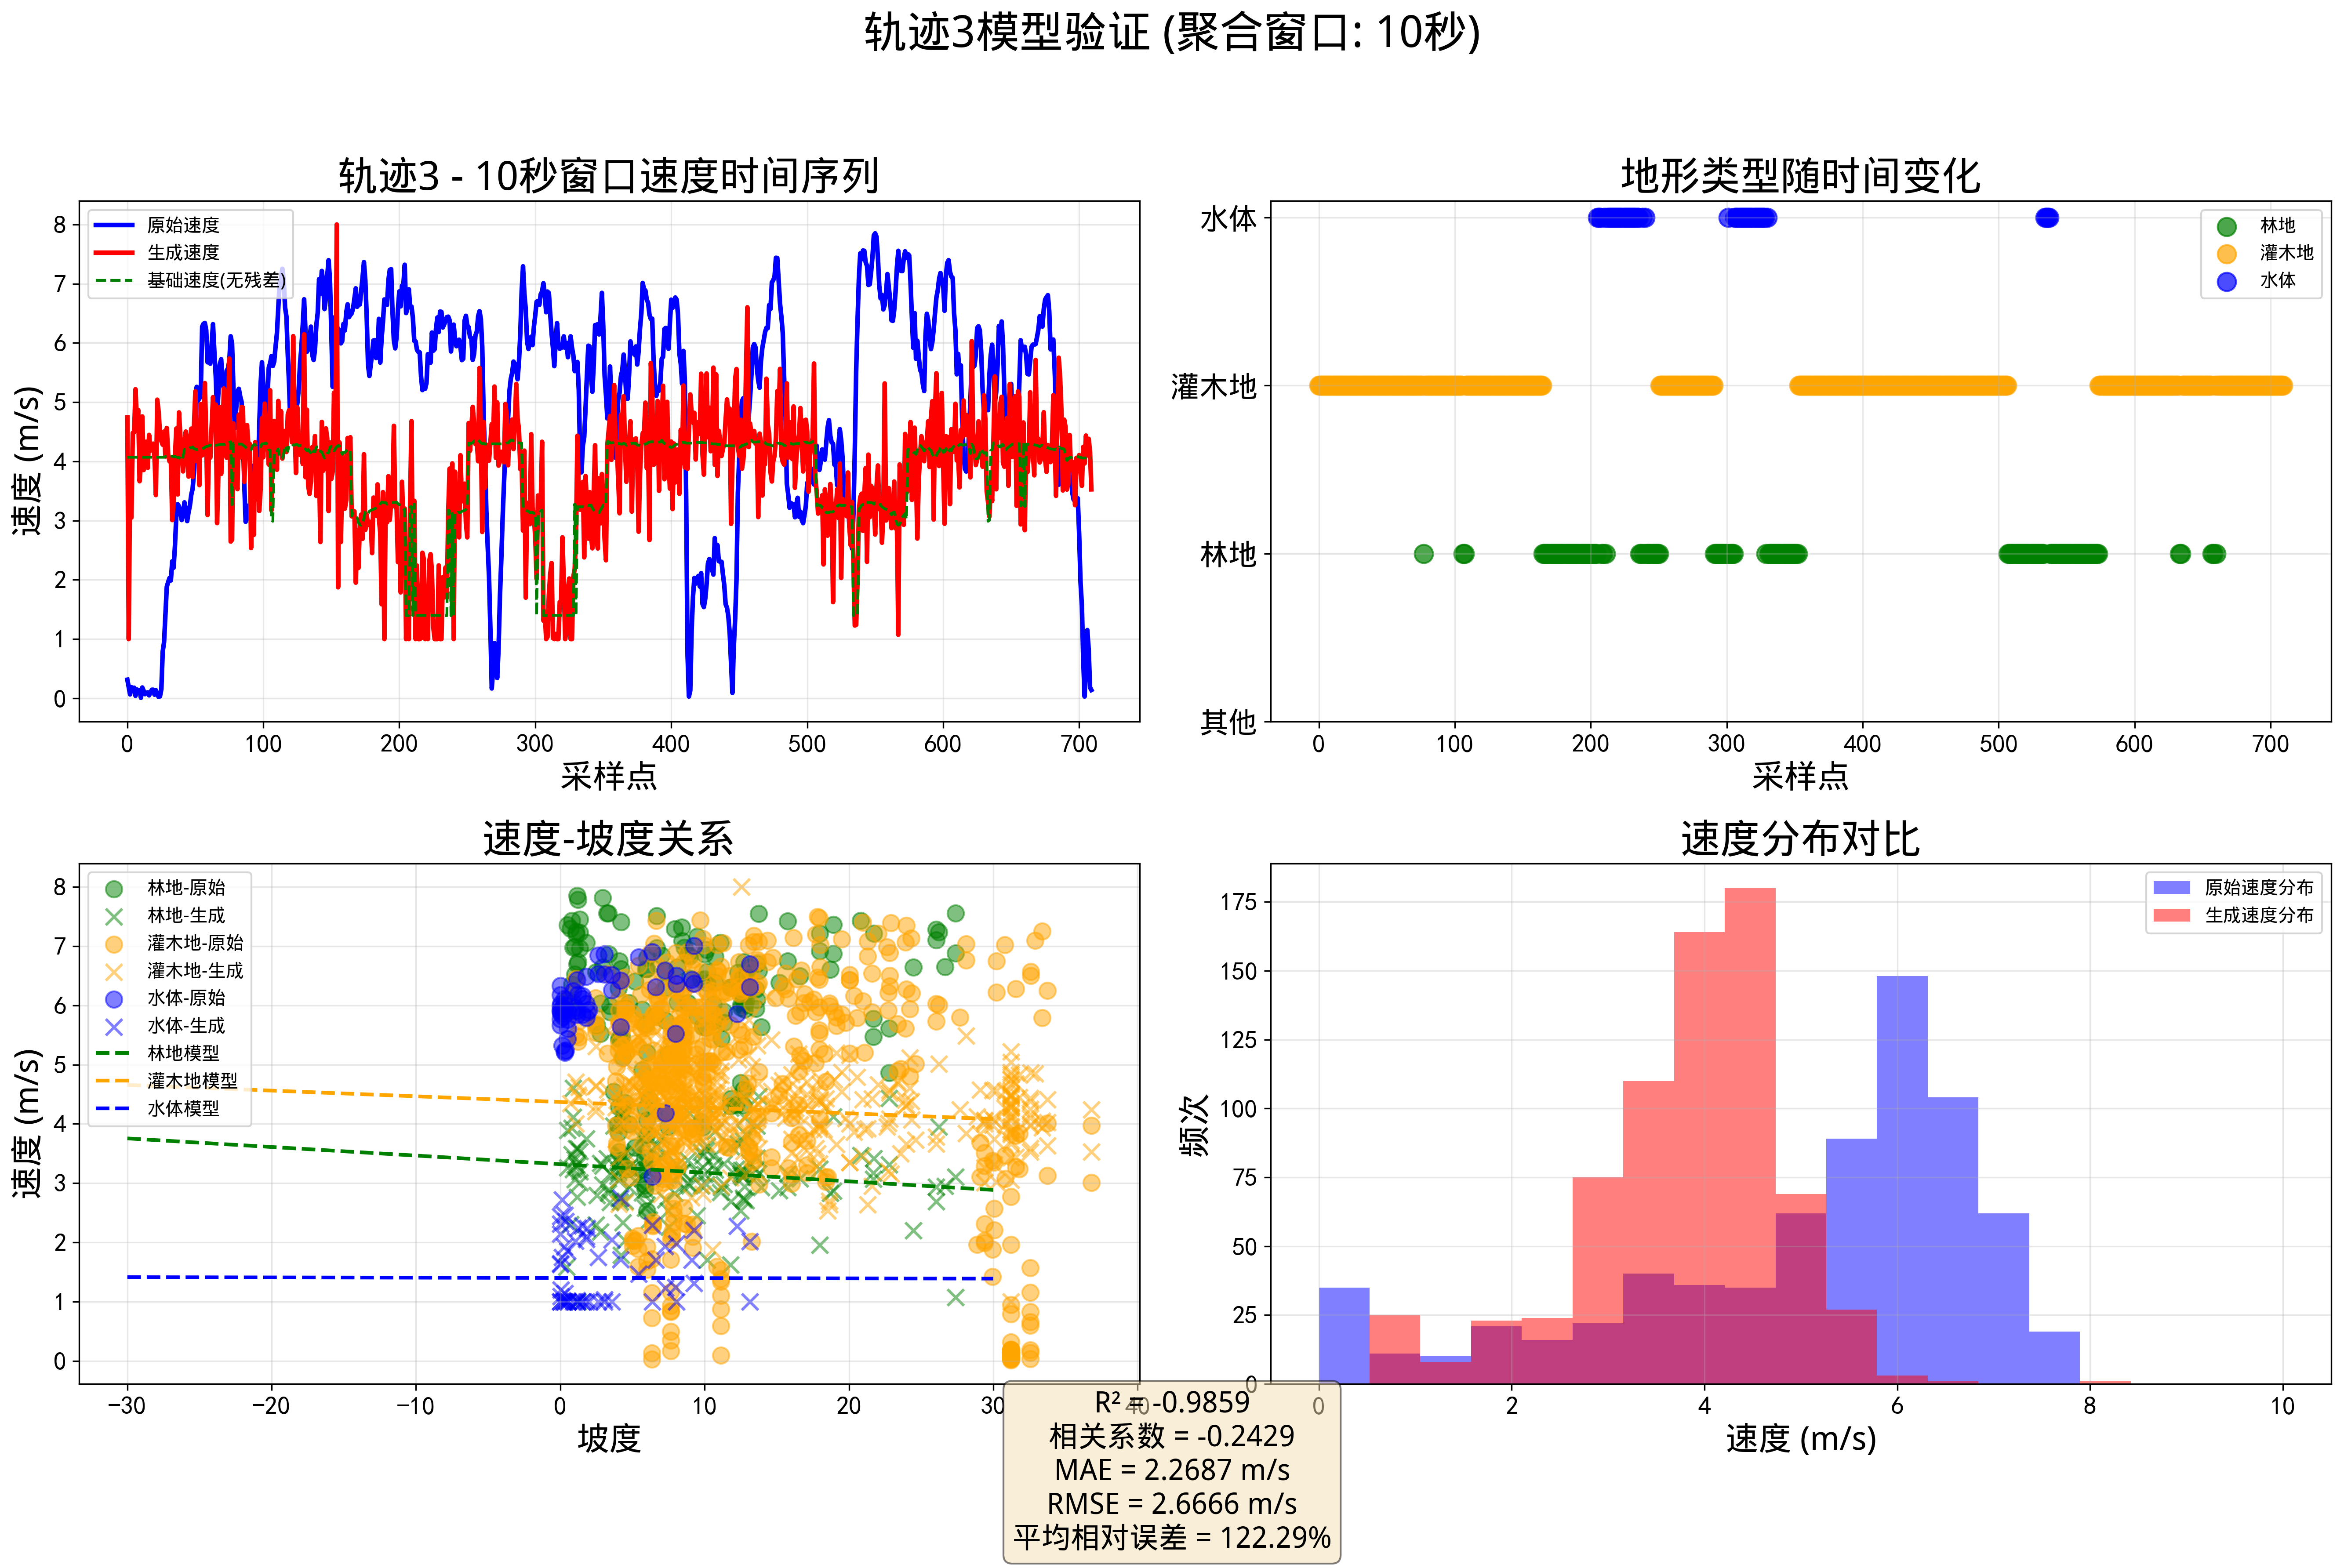 轨迹3模型验证 (聚合窗口: 10秒)
轨迹3 - 10秒窗口速度时间序列
原始速度
生成速度
基础速度(无残差)
速度 (m/s)
8
7
6
5
4
3
2
1
0
0 100 200 300 400 500 600 700
采样点
地形类型随时间变化
林地
灌木地
水体
水体
灌木地
林地
其他
0 100 200 300 400 500 600 700
采样点
速度-坡度关系
林地-原始
林地-生成
灌木地-原始
灌木地-生成
水体-原始
水体-生成
林地模型
灌木地模型
水体模型
速度 (m/s)
8
7
6
5
4
3
2
1
0
−30 −20 −10 0 10 20 30 40
坡度
速度分布对比
原始速度分布
生成速度分布
频次
175
150
125
100
75
50
25
0
0 2 4 6 8 10
速度 (m/s)
R² = -0.9859
相关系数 = -0.2429
MAE = 2.2687 m/s
RMSE = 2.6666 m/s
平均相对误差 = 122.29%